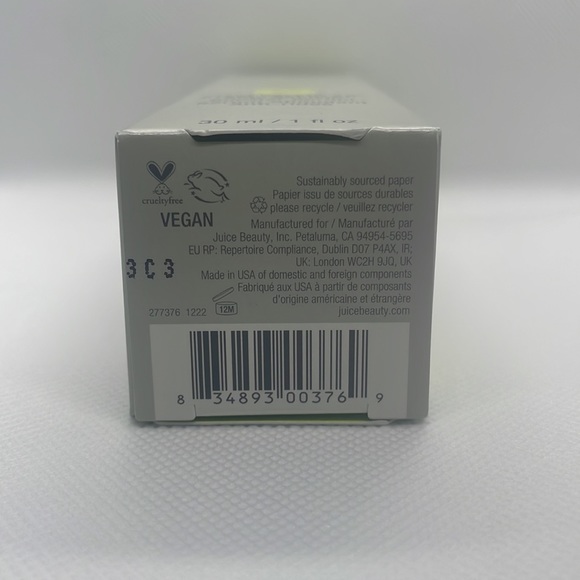 30 ml / 1 fl oz
crueltyfree
VEGAN
Sustainably sourced paper
Papier issu de sources durables
please recycle / veuillez recycler
Manufactured for / Manufacturé par
Juice Beauty, Inc. Petaluma, CA 94954-5695
EU RP: Repertoire Compliance, Dublin D07 P4AX, IR;
UK: London WC2H 9JQ, UK
3C3
Made in USA of domestic and foreign components
Fabriqué aux USA à partir de composants
d'origine américaine et étrangère
277376 1222
12M
juicebeauty.com
8 34893 00376 9